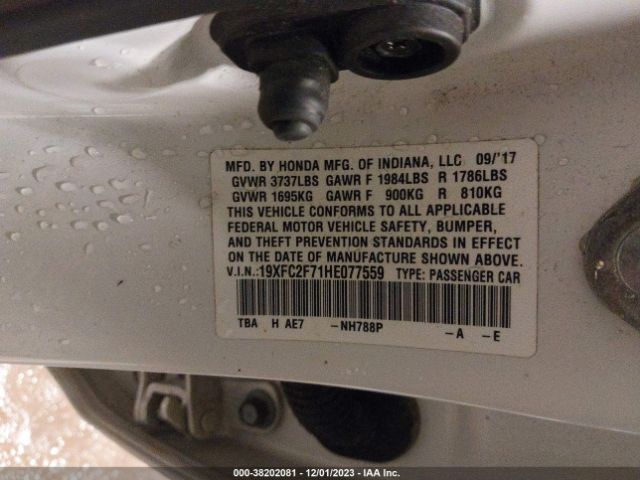 MFD. BY HONDA MFG. OF INDIANA, LLC 09/'17
GVWR 3737LBS GAWR F 1984LBS R 1786LBS
GVWR 1695KG GAWR F 900KG R 810KG
THIS VEHICLE CONFORMS TO ALL APPLICABLE
FEDERAL MOTOR VEHICLE SAFETY, BUMPER,
AND THEFT PREVENTION STANDARDS IN EFFECT
ON THE DATE OF MANUFACTURE SHOWN ABOVE.
V.I.N.:19XFC2F71HE077559 TYPE: PASSENGER CAR
TBA H AE7 -NH788P -A -E
000-38202081 - 12/01/2023 - IAA Inc.